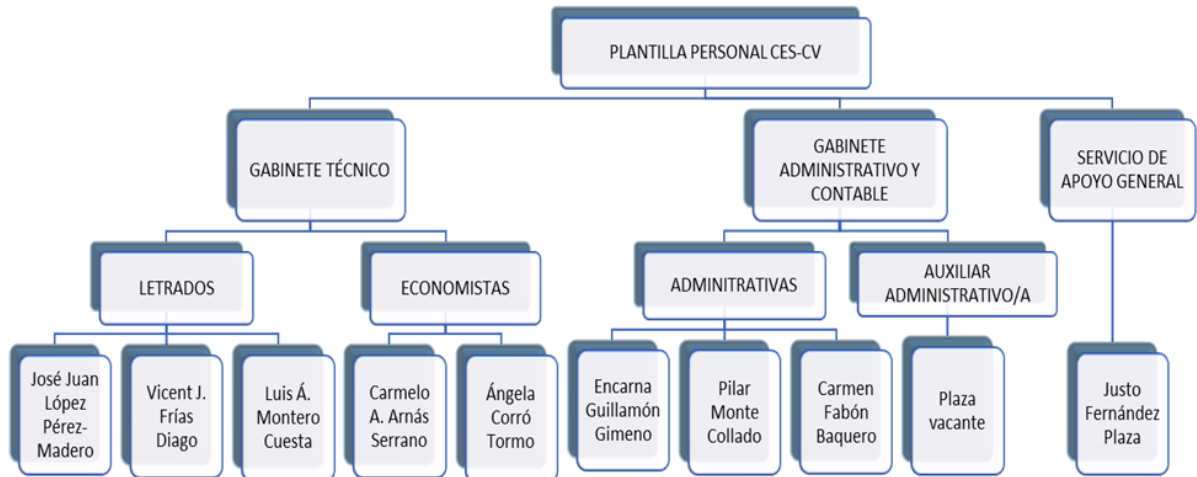 PLANTILLA PERSONAL CES-CV
GABINETE TÉCNICO
GABINETE
ADMINISTRATIVO Y
CONTABLE
SERVICIO DE
APOYO GENERAL
LETRADOS
ECONOMISTAS
ADMINITRATIVAS
AUXILIAR
ADMINISTRATIVO/A
José Juan
López
Pérez-
Madero
Vicent J.
Frías
Diago
Luis Á.
Montero
Cuesta
Carmelo
A. Arnás
Serrano
Ángela
Corró
Tormo
Encarna
Guillamón
Gimeno
Pilar
Monte
Collado
Carmen
Fabón
Baquero
Plaza
vacante
Justo
Fernández
Plaza